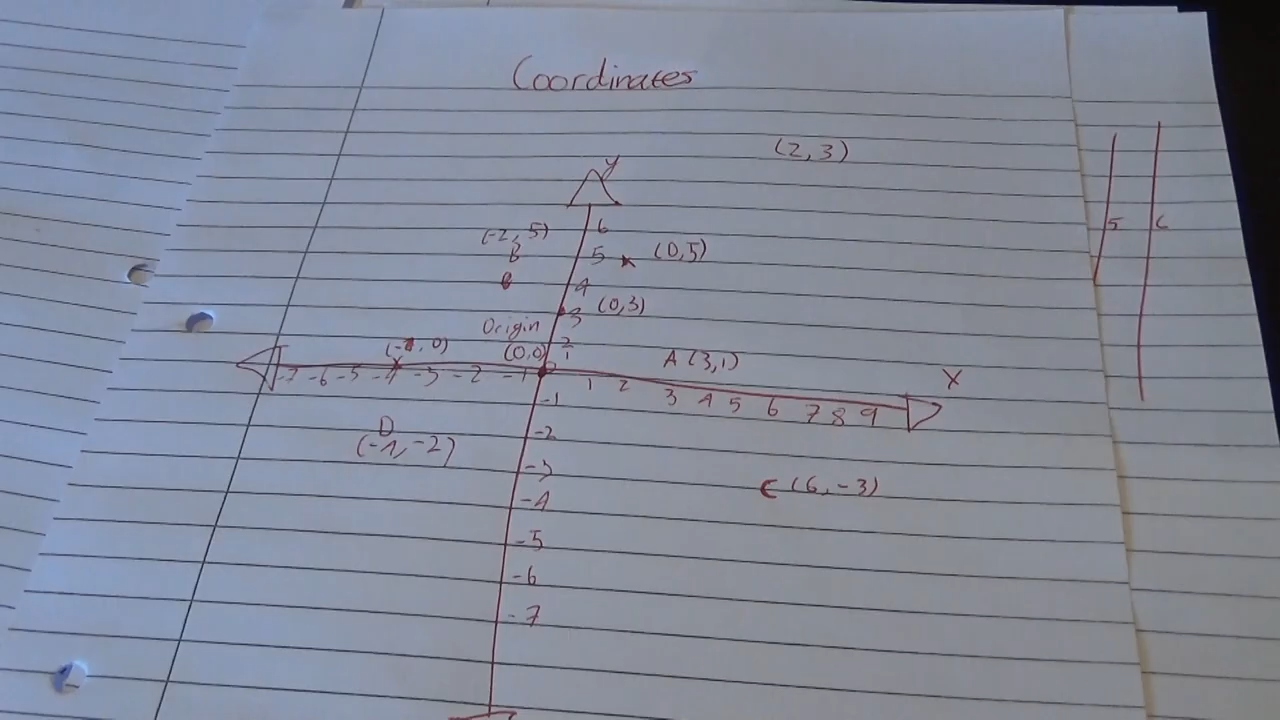 Coordinates
(2, 3)
y
6
(-2, 5)
B
5
(0,5)
4
3
(0,3)
Origin
2
1
(0,0)
A (3,1)
X
-7 -6 -5 -4 -3 -2 -1
1 2 3 4 5 6 7 8 9
-1
D
-2
(-1, -2)
-3
C (6, -3)
-4
-5
-6
-7
5